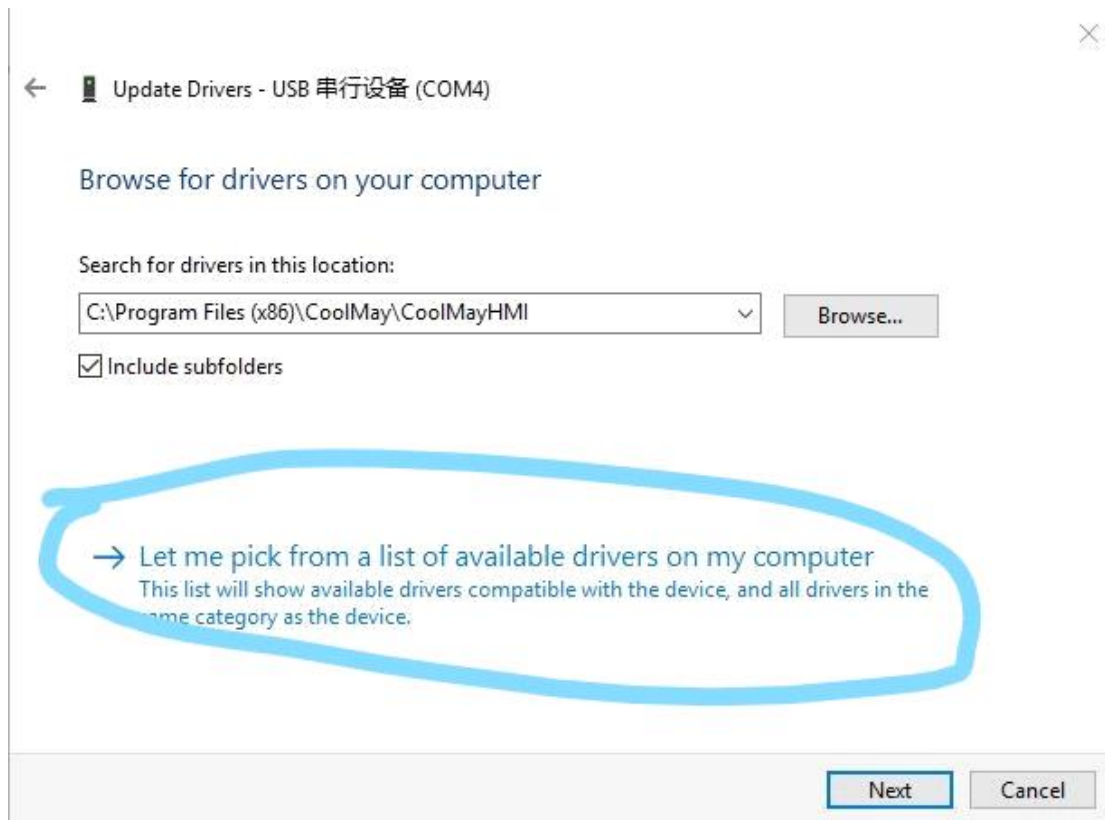 Update Drivers - USB 串行设备 (COM4)
Browse for drivers on your computer
Search for drivers in this location:
C:\Program Files (x86)\CoolMay\CoolMayHMI
Browse...
Include subfolders
Let me pick from a list of available drivers on my computer
This list will show available drivers compatible with the device, and all drivers in the
same category as the device.
Next
Cancel